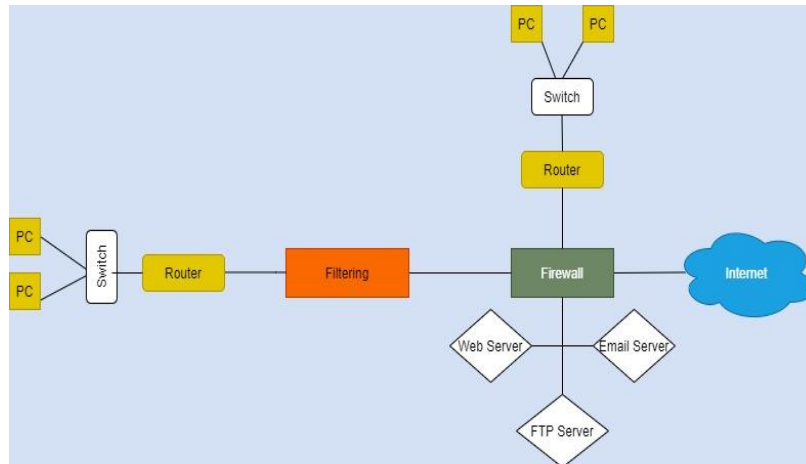 PC
PC
Switch
Router
PC
PC
Switch
Router
Filtering
Firewall
Internet
Web Server
Email Server
FTP Server